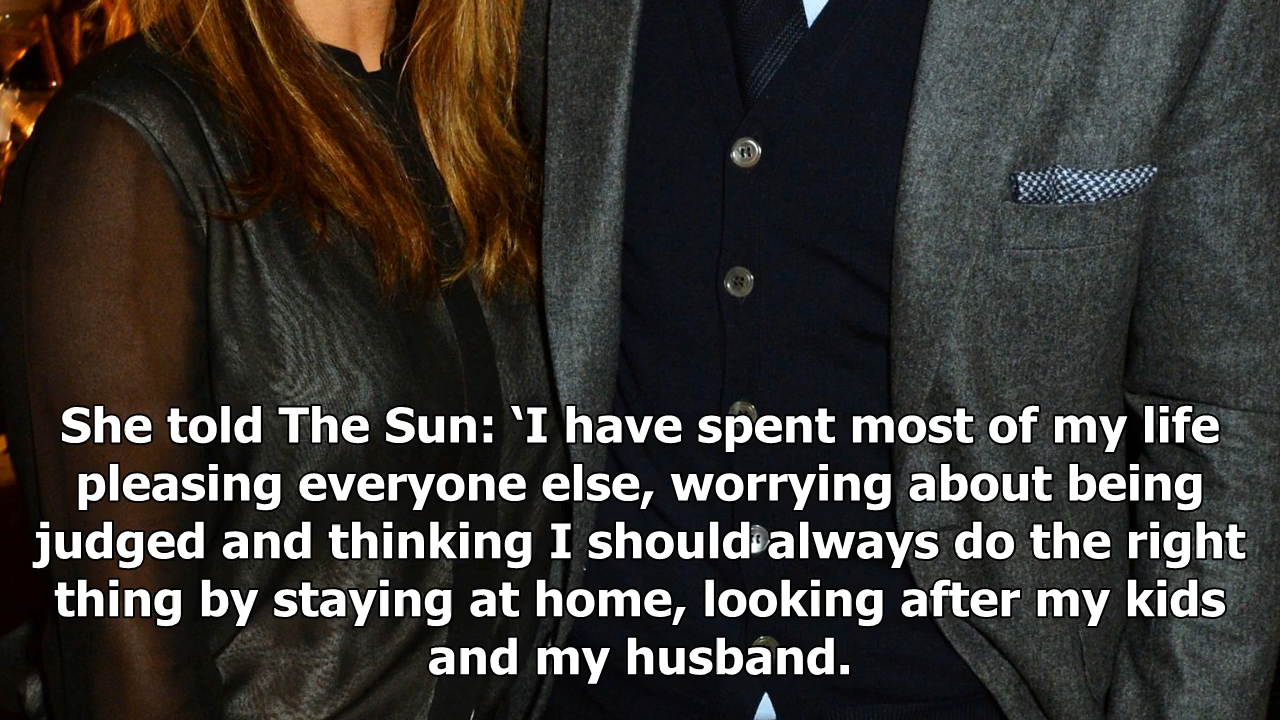 She told The Sun: ‘I have spent most of my life
pleasing everyone else, worrying about being
judged and thinking I should always do the right
thing by staying at home, looking after my kids
and my husband.